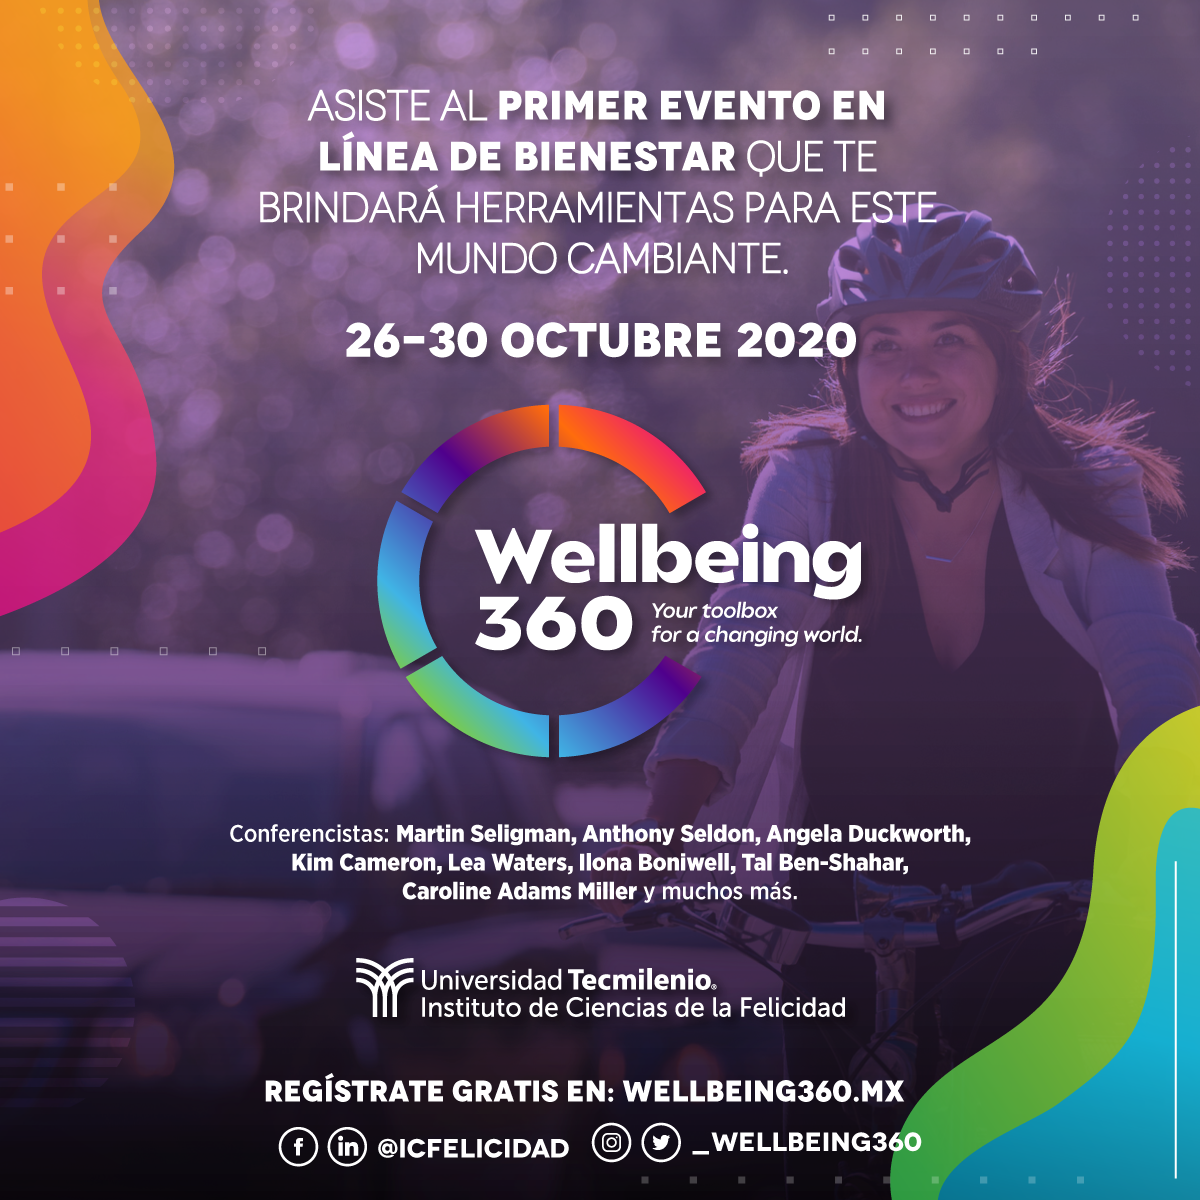 ASISTE AL PRIMER EVENTO EN
LÍNEA DE BIENESTAR QUE TE
BRINDARÁ HERRAMIENTAS PARA ESTE
MUNDO CAMBIANTE.
26-30 OCTUBRE 2020
Wellbeing
360 Your toolbox
for a changing world.
Conferencistas: Martin Seligman, Anthony Seldon, Angela Duckworth,
Kim Cameron, Lea Waters, Ilona Boniwell, Tal Ben-Shahar,
Caroline Adams Miller y muchos más.
Universidad Tecmilenio®
Instituto de Ciencias de la Felicidad
REGÍSTRATE GRATIS EN: WELLBEING360.MX
@ICFELICIDAD _WELLBEING360